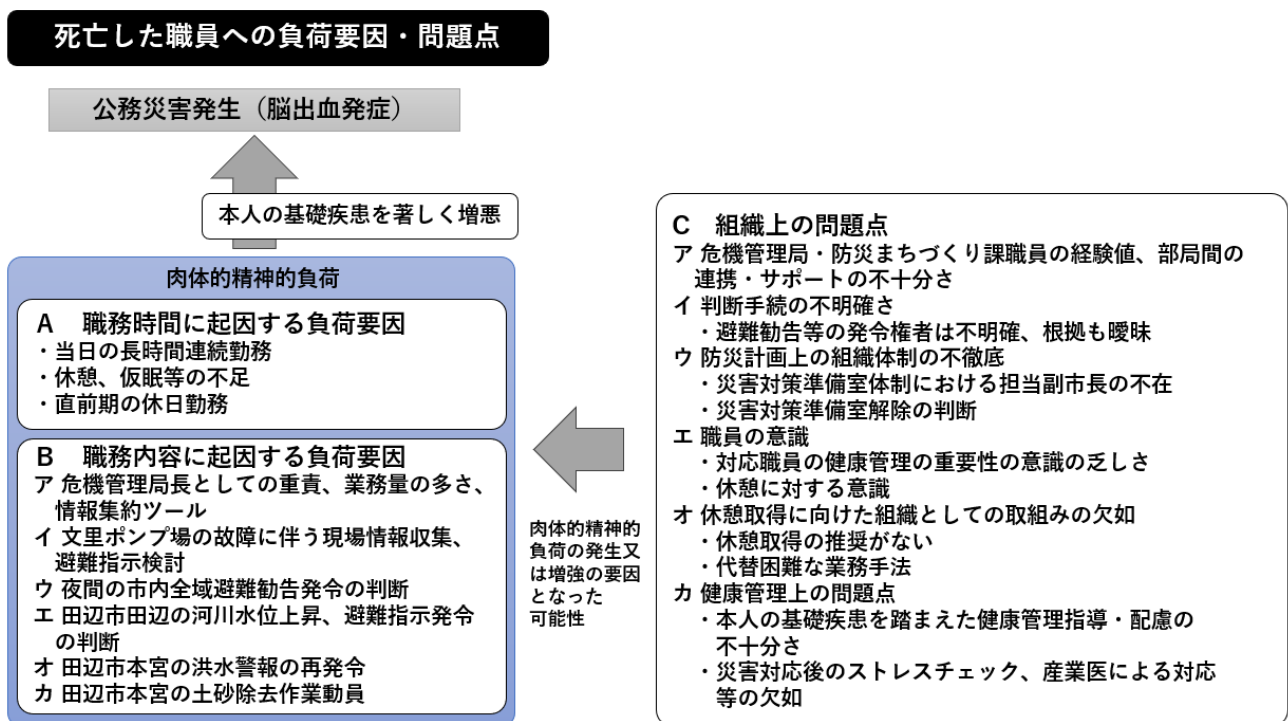 死亡した職員への負荷要因・問題点
公務災害発生（脳出血発症）
本人の基礎疾患を著しく増悪
肉体的精神的負荷
A　職務時間に起因する負荷要因
・当日の長時間連続勤務
・休憩、仮眠等の不足
・直前期の休日勤務
B　職務内容に起因する負荷要因
ア 危機管理局長としての重責、業務量の多さ、
情報集約ツール
イ 文里ポンプ場の故障に伴う現場情報収集、
避難指示検討
ウ 夜間の市内全域避難勧告発令の判断
エ 田辺市田辺の河川水位上昇、避難指示発令
の判断
オ 田辺市本宮の洪水警報の再発令
カ 田辺市本宮の土砂除去作業動員
肉体的精神的
負荷の発生又
は増強の要因
となった
可能性
C　組織上の問題点
ア 危機管理局・防災まちづくり課職員の経験値、部局間の
連携・サポートの不十分さ
イ 判断手続の不明確さ
・避難勧告等の発令権者は不明確、根拠も曖昧
ウ 防災計画上の組織体制の不徹底
・災害対策準備室体制における担当副市長の不在
・災害対策準備室解除の判断
エ 職員の意識
・対応職員の健康管理の重要性の意識の乏しさ
・休憩に対する意識
オ 休憩取得に向けた組織としての取組みの欠如
・休憩取得の推奨がない
・代替困難な業務手法
カ 健康管理上の問題点
・本人の基礎疾患を踏まえた健康管理指導・配慮の
不十分さ
・災害対応後のストレスチェック、産業医による対応
等の欠如